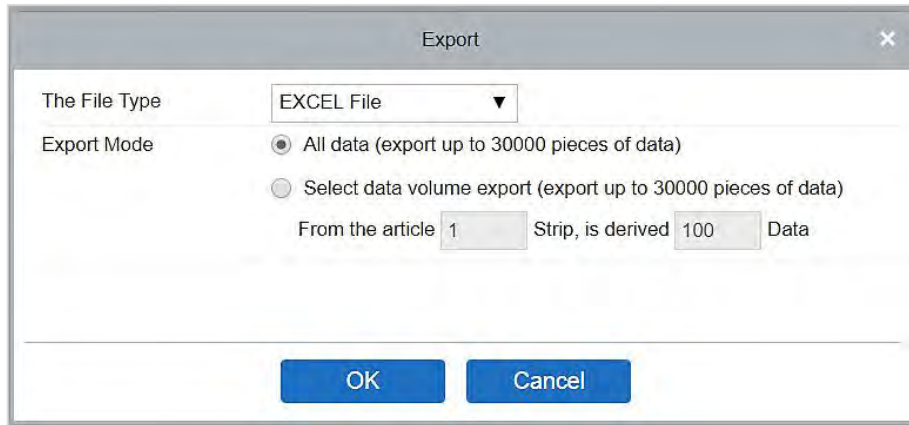 Export
The File Type EXCEL File
Export Mode All data (export up to 30000 pieces of data)
Select data volume export (export up to 30000 pieces of data)
From the article 1 Strip, is derived 100 Data
OK Cancel